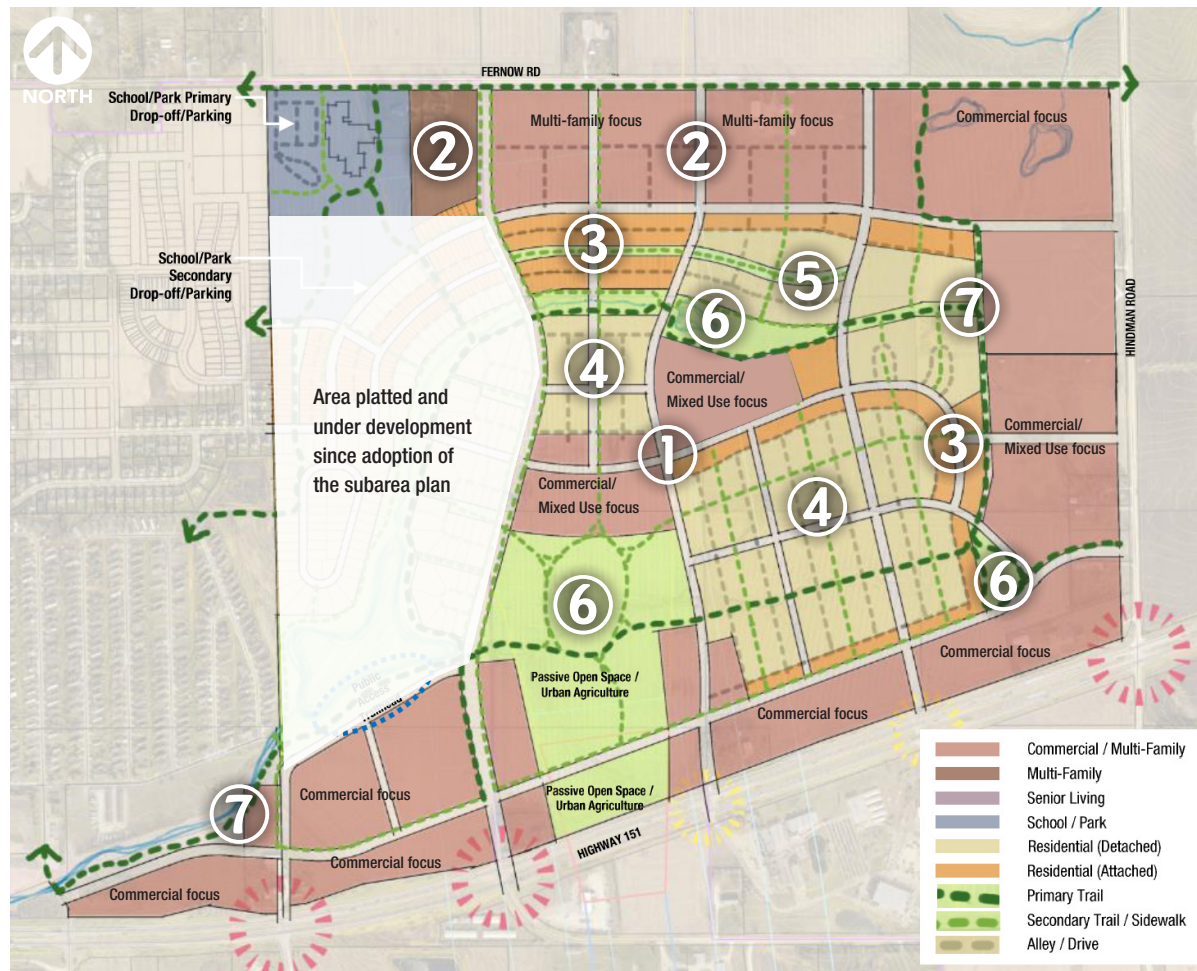 NORTH
FERNOW RD
School/Park Primary
Drop-off/Parking
2
Multi-family focus
2
Multi-family focus
Commercial focus
3
School/Park
Secondary
Drop-off/Parking
5
6
7
HINDMAN ROAD
4
Commercial/
Mixed Use focus
Area platted and
under development
since adoption of
the subarea plan
1
3
Commercial/
Mixed Use focus
Commercial/
Mixed Use focus
4
6
6
Commercial focus
Public
Access
Passive Open Space /
Urban Agriculture
Commercial focus
Commercial focus
7
Passive Open Space /
Urban Agriculture
HIGHWAY 151
Commercial focus
Commercial focus
Commercial / Multi-Family
Multi-Family
Senior Living
School / Park
Residential (Detached)
Residential (Attached)
Primary Trail
Secondary Trail / Sidewalk
Alley / Drive